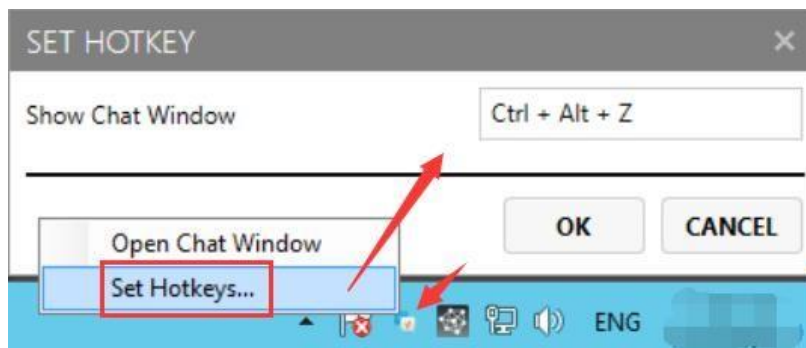 SET HOTKEY
Show Chat Window
Ctrl + Alt + Z
OK
CANCEL
Open Chat Window
Set Hotkeys...
ENG